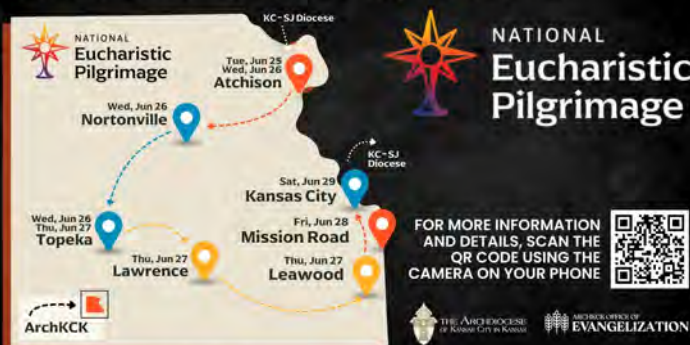 KC-SJ Diocese
NATIONAL
Eucharistic
Pilgrimage
Tue, Jun 25
Wed, Jun 26
Atchison
Wed, Jun 26
Nortonville
KC-SJ
Diocese
Sat, Jun 29
Kansas City
Wed, Jun 26
Thu, Jun 27
Topeka
Fri, Jun 28
Mission Road
Thu, Jun 27
Lawrence
Thu, Jun 27
Leawood
ArchKCK
NATIONAL
Eucharistic
Pilgrimage
FOR MORE INFORMATION
AND DETAILS, SCAN THE
QR CODE USING THE
CAMERA ON YOUR PHONE
THE ARCHDIOCESE
OF KANSAS CITY IN KANSAS
ARCHKCK OFFICE OF
EVANGELIZATION